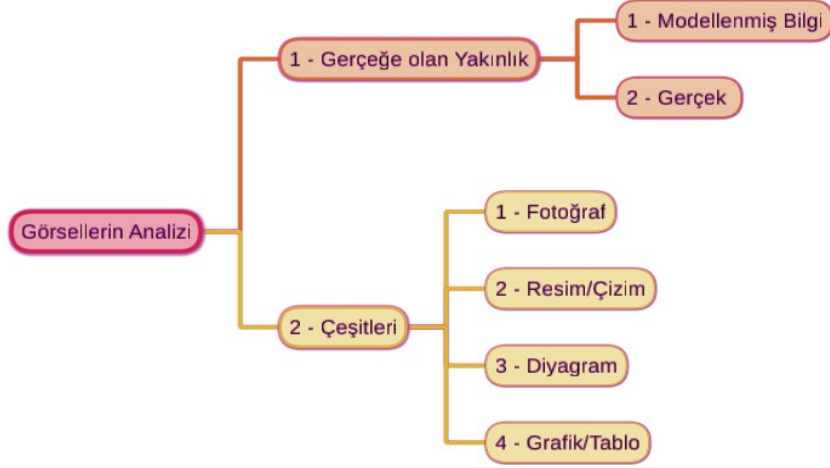 Görsellerin Analizi
1 - Gerçeğe olan Yakınlık
1 - Modellenmiş Bilgi
2 - Gerçek
2 - Çeşitleri
1 - Fotoğraf
2 - Resim/Çizim
3 - Diyagram
4 - Grafik/Tablo